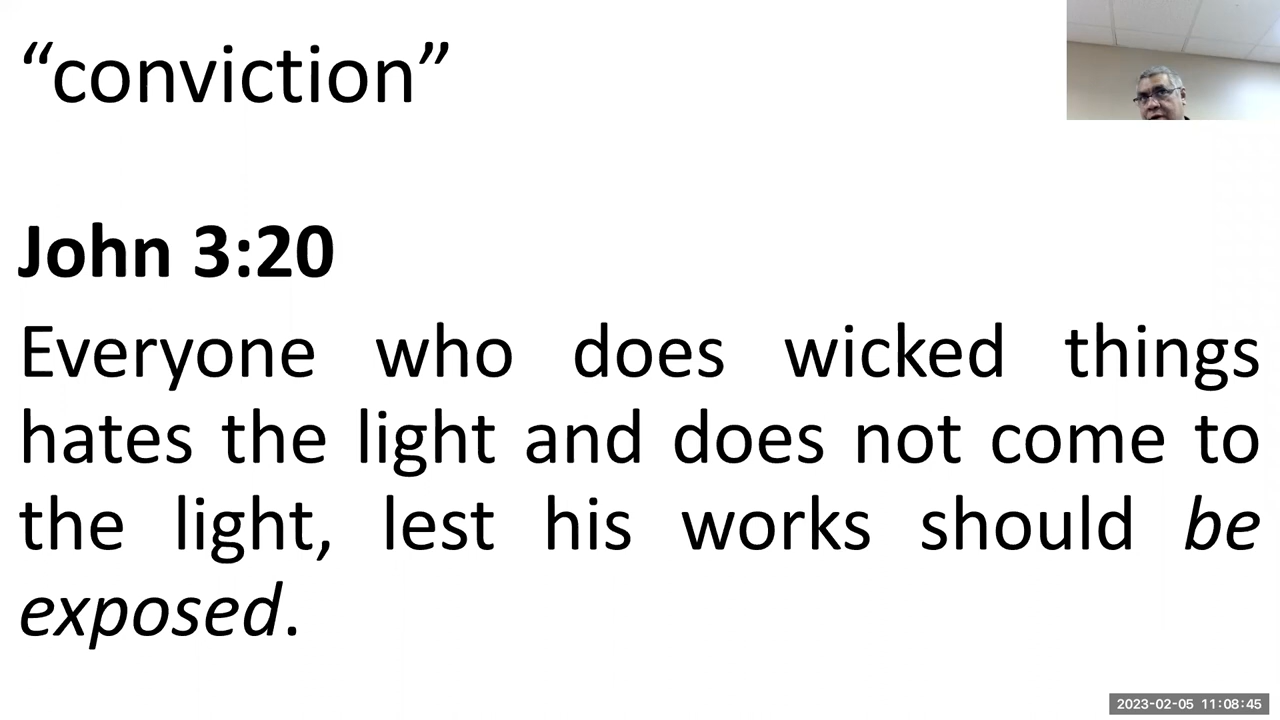 “conviction”
John 3:20
Everyone who does wicked things
hates the light and does not come to
the light, lest his works should be
exposed.
2023-02-05 11:08:45